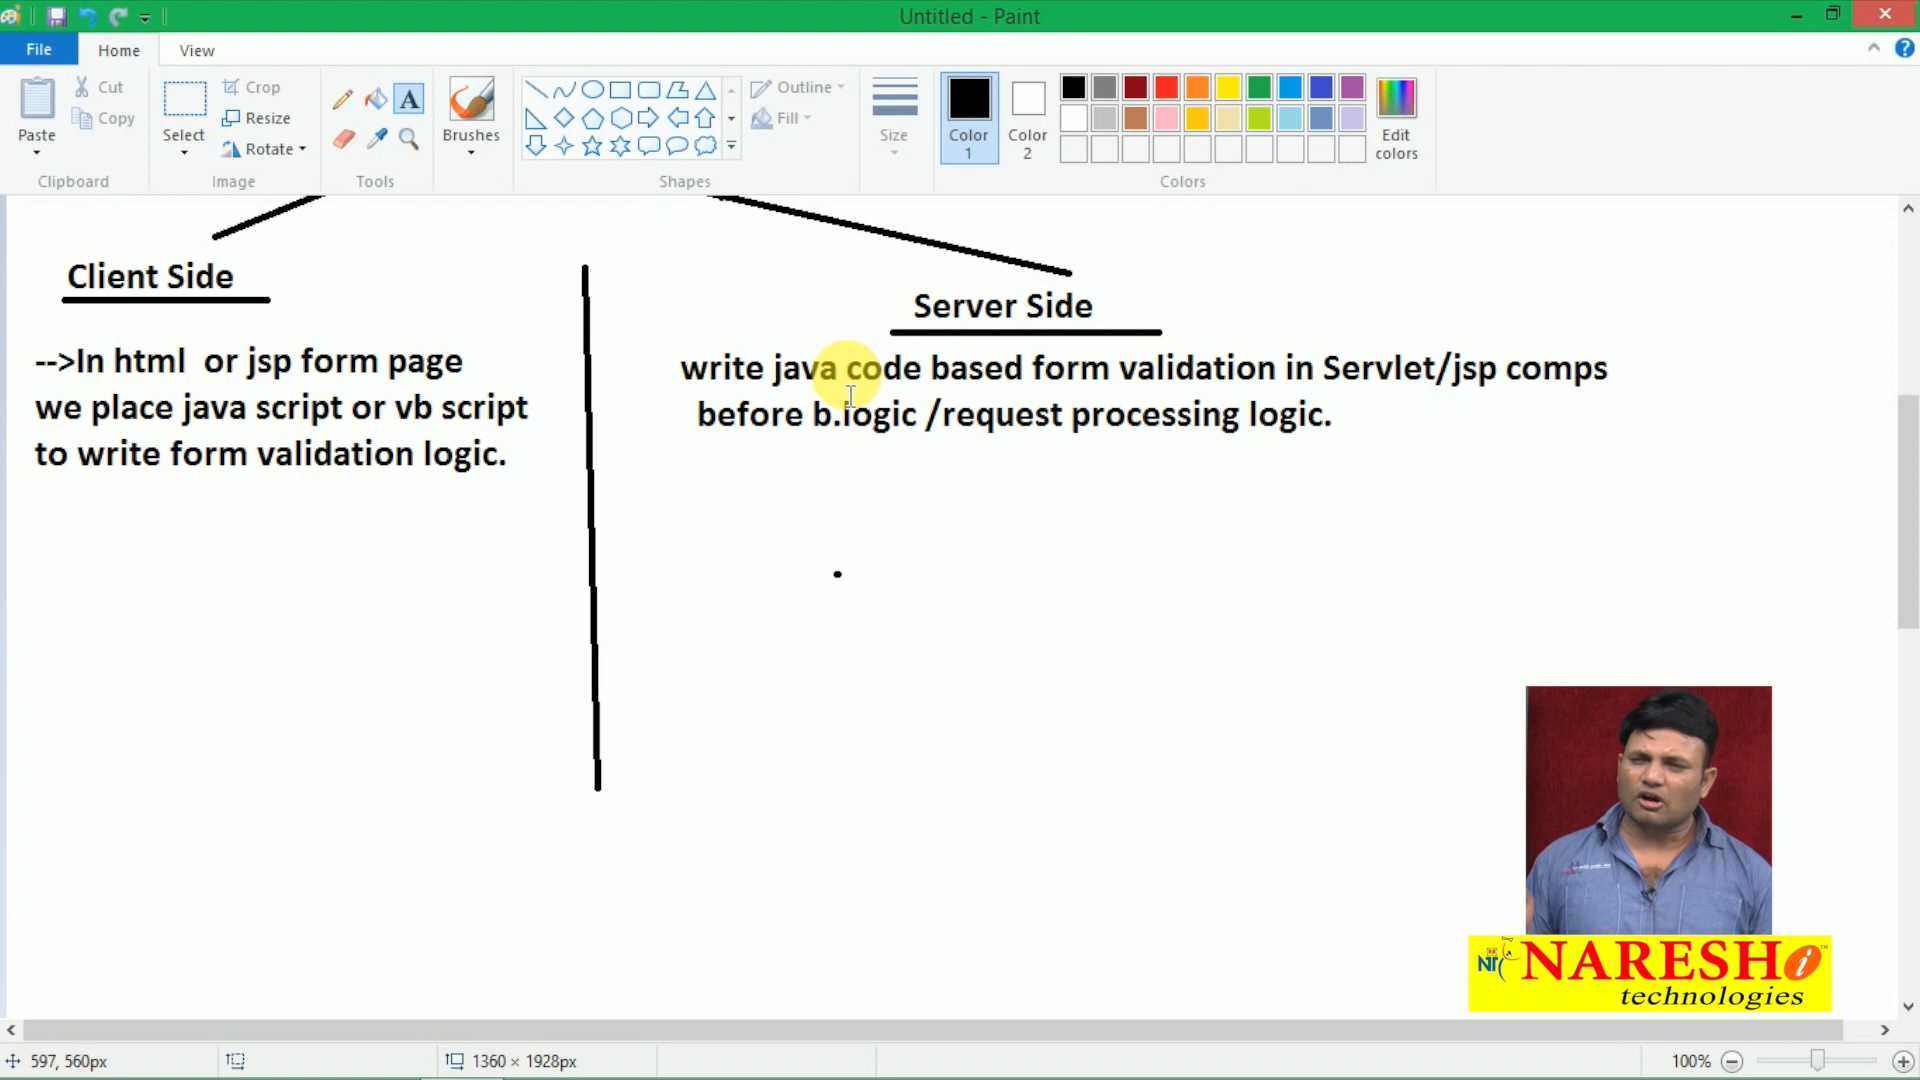 Untitled - Paint
File
Home
View
Paste
Cut
Copy
Clipboard
Select
Crop
Resize
Rotate
Image
A
Tools
Brushes
Shapes
Outline
Fill
Size
Color 1
Color 2
Edit colors
Colors
?
Client Side
-->In html or jsp form page
we place java script or vb script
to write form validation logic.
Server Side
write java code based form validation in Servlet/jsp comps
before b.logic /request processing logic.
NARESH i ™
technologies
597, 560px
1360 × 1928px
100%